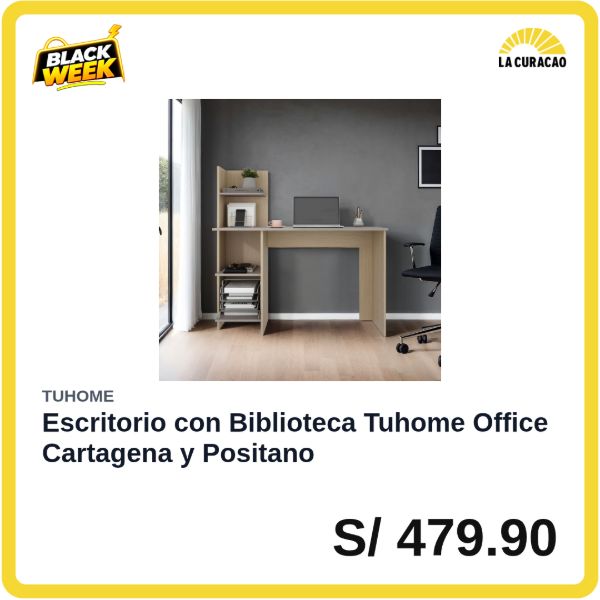 BLACK
WEEK
LA CURACAO
TUHOME
Escritorio con Biblioteca Tuhome Office
Cartagena y Positano
S/ 479.90